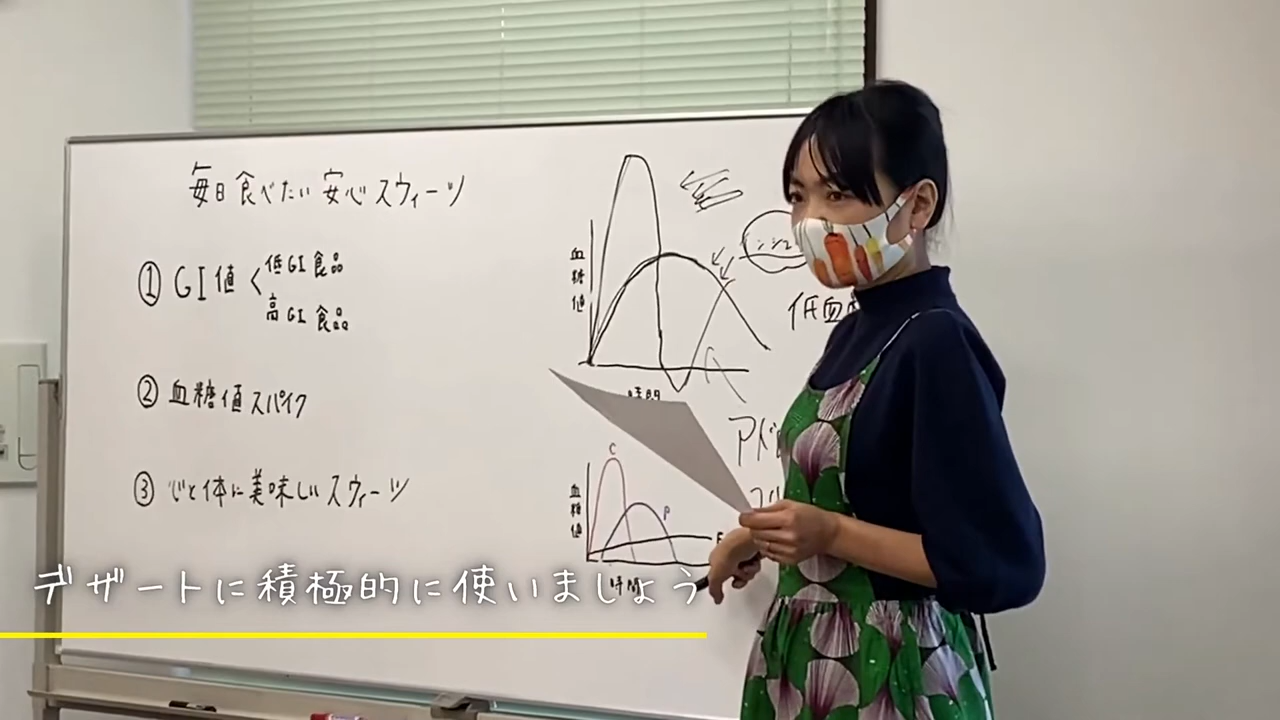 毎日食べたい安心スウィーツ
① GI値 < 低GI食品
高GI食品
② 血糖値スパイク
③ 心と体に美味しいスウィーツ
血糖値
時間
低血
C
P
F
血糖値
時間
デザートに積極的に使いましょう